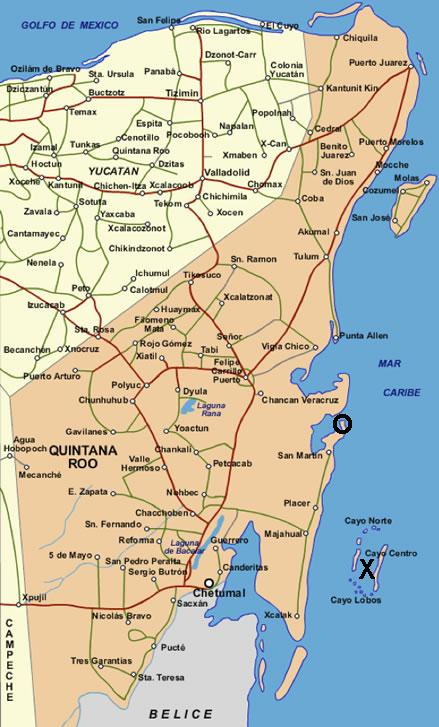 San Felipe
GOLFO DE MEXICO
Rio Lagartos
El Cuyo
Chiquila
Dzonot-Carr
Puerto Juarez
Ozilám de Bravo
Sta. Ursula
Panabá
Colonia
Yucatán
Dziczantún
Buctzotz
Tizimin
Kantunit Kin
Temax
Popolnah
Espita
Napalan
Cedral
Cenotillo
Pocobooh
Izamal
Tunkas
Quintana Roo
X-Can
Benito
Juarez
Puerto Morelos
Hoctun
Dzitas
Xmaben
Mocche
YUCATAN
Valladolid
Sn. Juan
de Dios
Molas
Xocche
Kantunil
Chichen-Itza
Xcalacoob
Chomax
Cozumel
Sotuta
Tekom
Chichimila
Coba
Zavala
Yaxcaba
Xocen
San José
Cantamayec
Xcalacozonot
Akumal
Chikindzonot
Tulum
Nenela
Sn. Ramon
Ichumul
Tikosuco
Peto
Calotmul
Xcalatzonat
Izucacab
Huaymax
Filomeno
Mata
Sta. Rosa
Señor
Punta Allen
Rojo Gómez
Becanchen
Xnocruz
Xiatil
Tabi
Vigia Chico
Felipe
Carrillo
Puerto
MAR
CARIBE
Puerto Arturo
Polyuc
Dyula
Chunhuhub
Chancan Veracruz
Laguna
Rana
O
Gavilanes
Yoactun
Agua
Hobopoch
QUINTANA
ROO
Chankali
San Martin
Valle
Hermoso
Petcacab
Mecanché
E. Zapata
Nohbec
Placer
Chacchoben
Cayo Norte
Sn. Fernando
Majahual
Reforma
Laguna
de Bacalar
Guerrero
Cayo Centro
5 de Mayo
San Pedro Peralta
X
Sergio Butrón
Canderitas
Chetumal
Cayo Lobos
Xpujil
Sacxán
Nicolás Bravo
Xcalak
CAMPECHE
Pucté
Tres Garantias
Sta. Teresa
BELICE